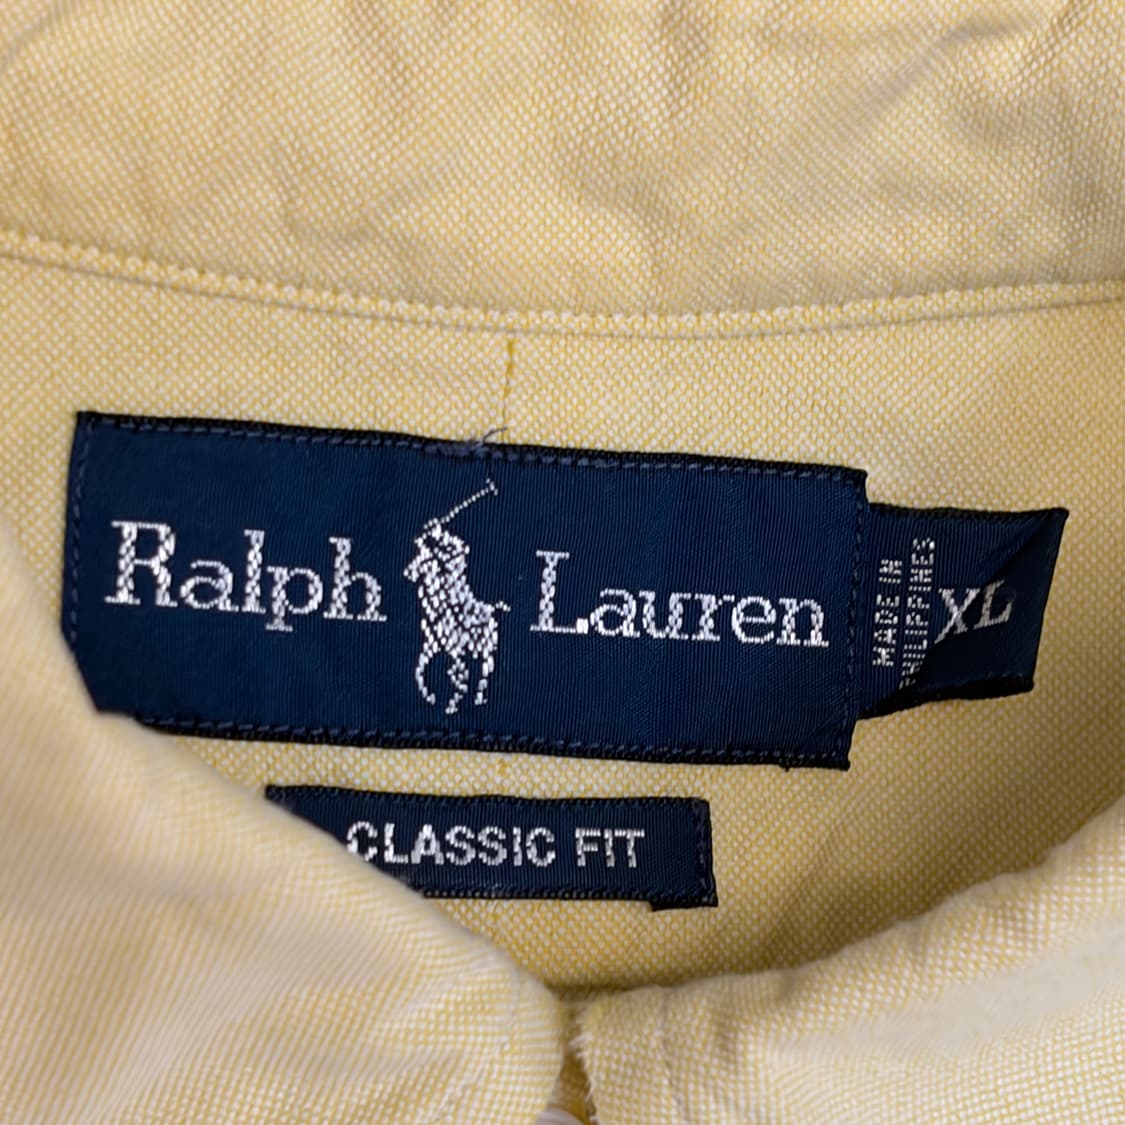 Ralph Lauren
MADE IN
PHILIPPINES
XL
CLASSIC FIT